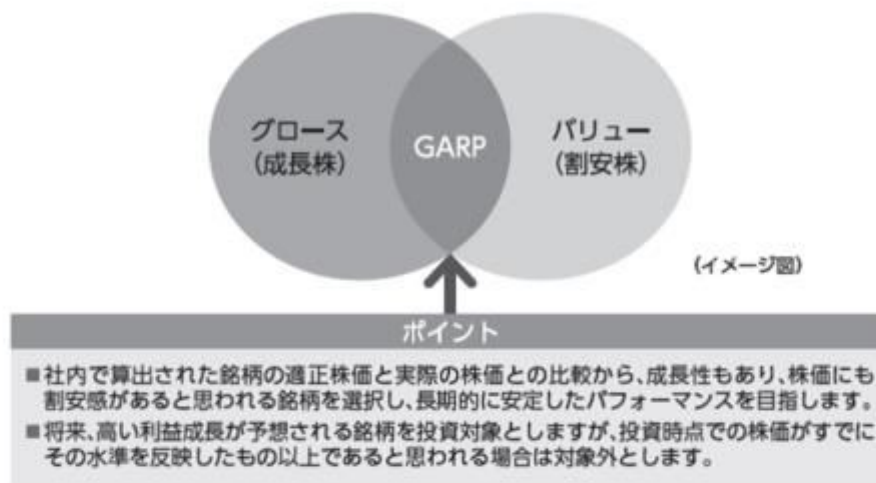 グロース
(成長株)
GARP
バリュー
(割安株)
(イメージ図)
ポイント
■社内で算出された銘柄の適正株価と実際の株価との比較から、成長性もあり、株価にも
割安感があると思われる銘柄を選択し、長期的に安定したパフォーマンスを目指します。
■将来、高い利益成長が予想される銘柄を投資対象としますが、投資時点での株価がすでに
その水準を反映したもの以上であると思われる場合は対象外とします。